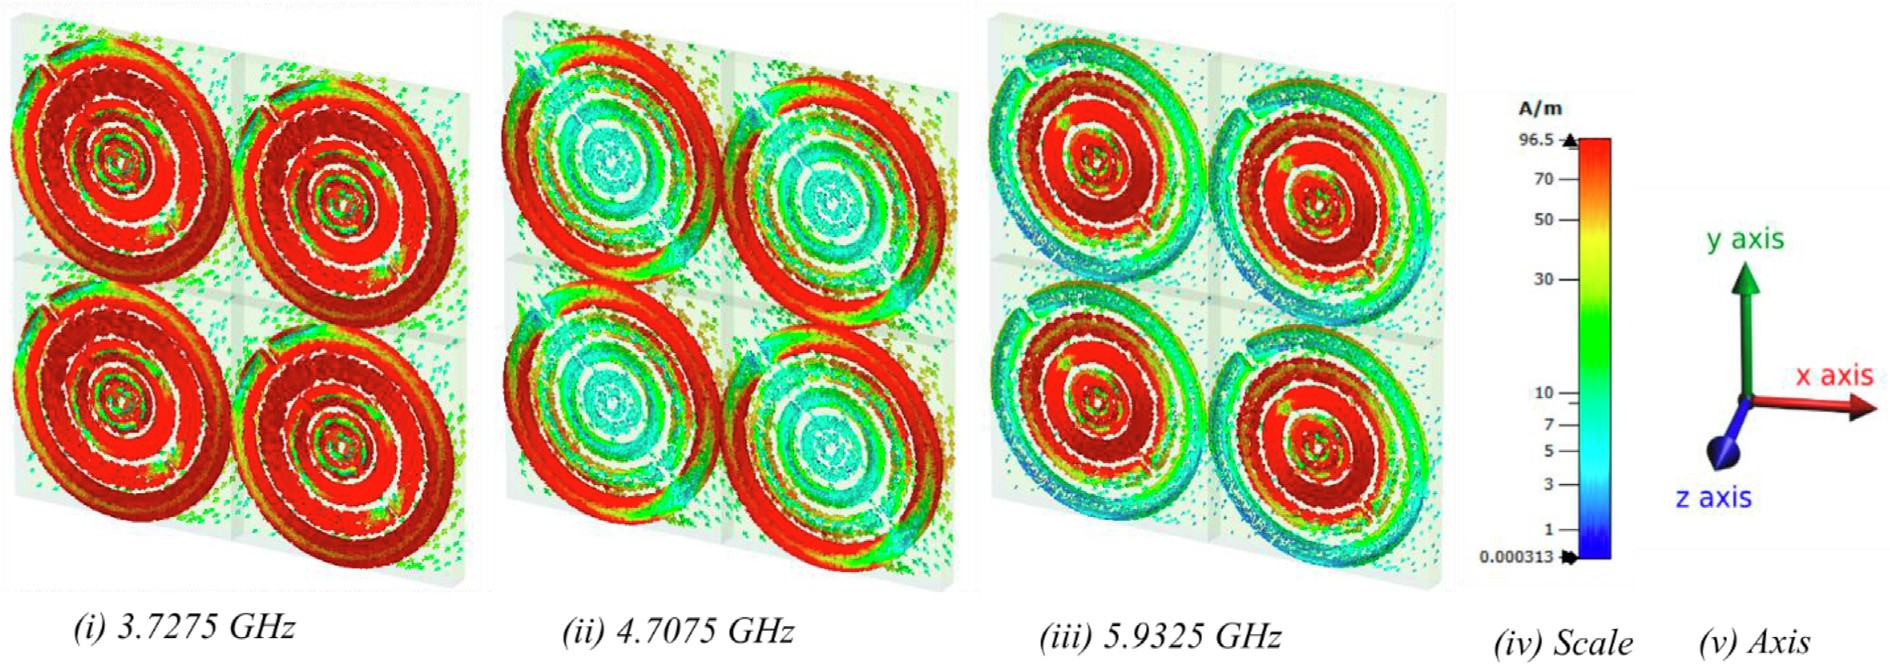 A/m
96.5
70
50
30
10
7
5
3
1
0.000313
y axis
x axis
z axis
(i) 3.7275 GHz
(ii) 4.7075 GHz
(iii) 5.9325 GHz
(iv) Scale
(v) Axis